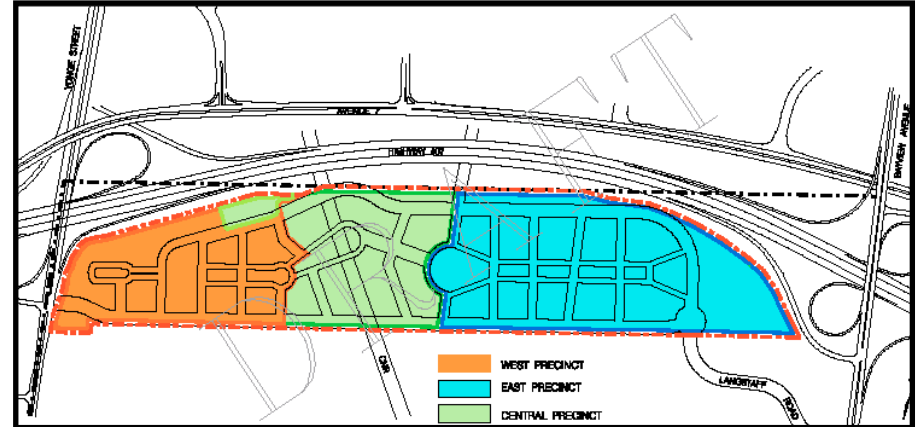 YONGE STREET
AVENUE 7
HIGHWAY 407
BAYVIEW AVENUE
DRAFT
CNR
LANGSTAFF
ROAD
WEST PRECINCT
EAST PRECINCT
CENTRAL PRECINCT